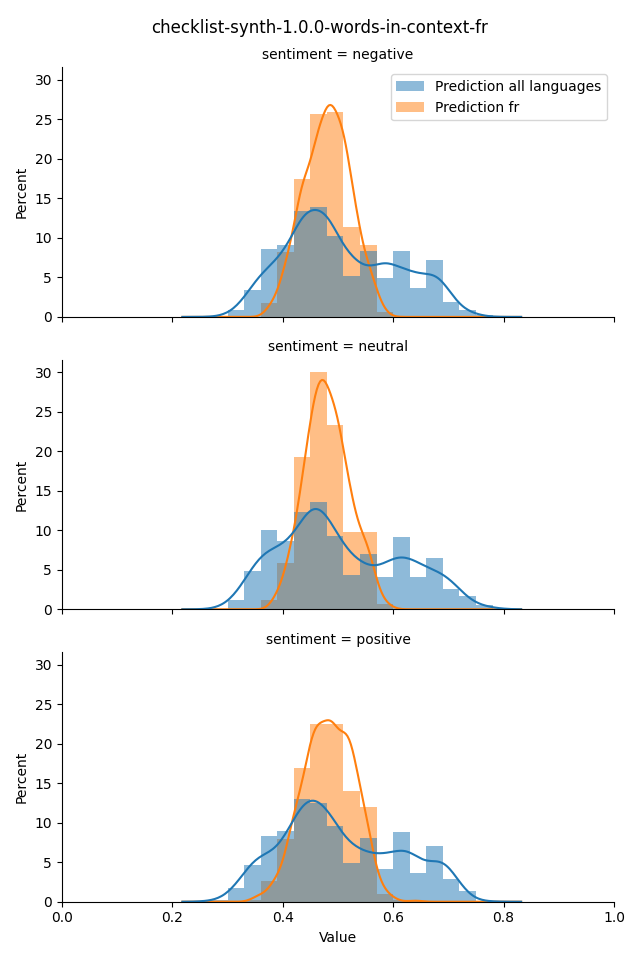 checklist-synth-1.0.0-words-in-context-fr
sentiment = negative
30
25
20
15
10
5
0
Percent
Prediction all languages
Prediction fr
sentiment = neutral
30
25
20
15
10
5
0
Percent
sentiment = positive
30
25
20
15
10
5
0
Percent
0.0 0.2 0.4 0.6 0.8 1.0
Value